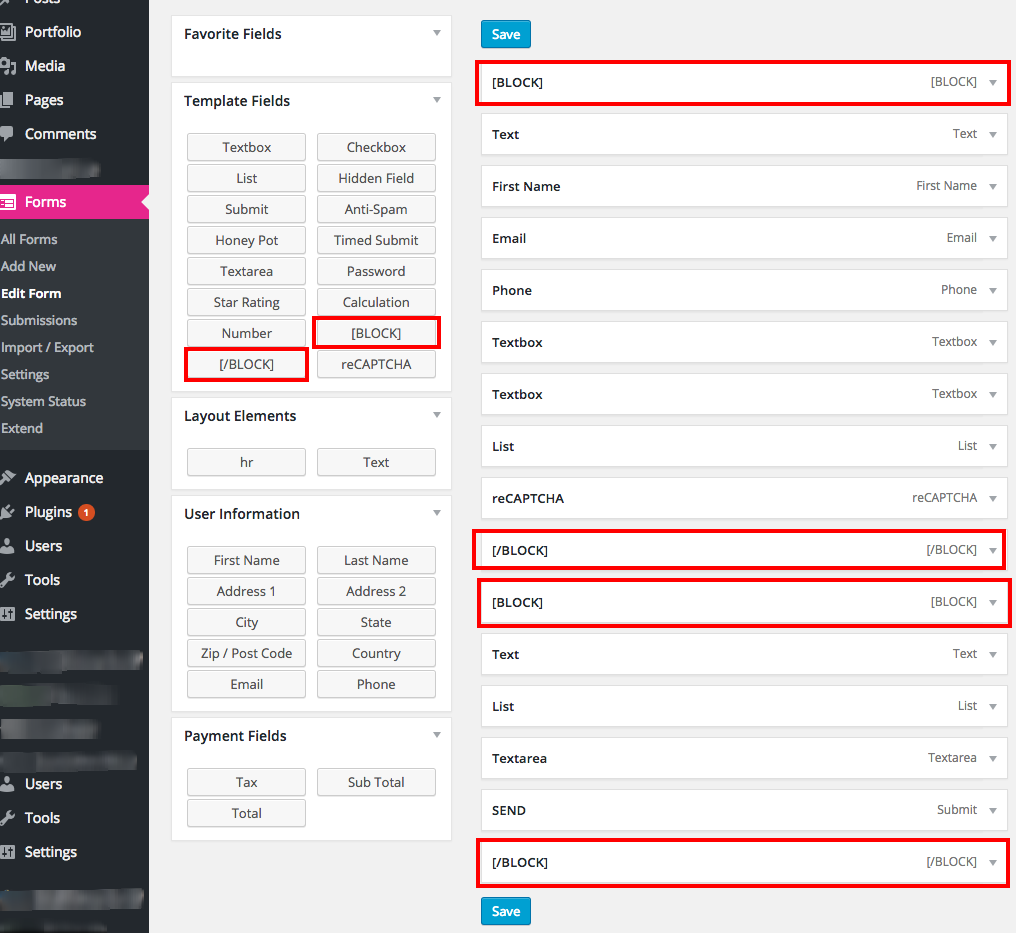 Posts
Portfolio
Media
Pages
Comments
Forms
All Forms
Add New
Edit Form
Submissions
Import / Export
Settings
System Status
Extend
Appearance
Plugins 1
Users
Tools
Settings
Users
Tools
Settings
Favorite Fields
Template Fields
Textbox Checkbox
List Hidden Field
Submit Anti-Spam
Honey Pot Timed Submit
Textarea Password
Star Rating Calculation
Number [BLOCK]
[/BLOCK] reCAPTCHA
Layout Elements
hr Text
User Information
First Name Last Name
Address 1 Address 2
City State
Zip / Post Code Country
Email Phone
Payment Fields
Tax Sub Total
Total
Save
[BLOCK] [BLOCK]
Text Text
First Name First Name
Email Email
Phone Phone
Textbox Textbox
Textbox Textbox
List List
reCAPTCHA reCAPTCHA
[/BLOCK] [/BLOCK]
[BLOCK] [BLOCK]
Text Text
List List
Textarea Textarea
SEND Submit
[/BLOCK] [/BLOCK]
Save